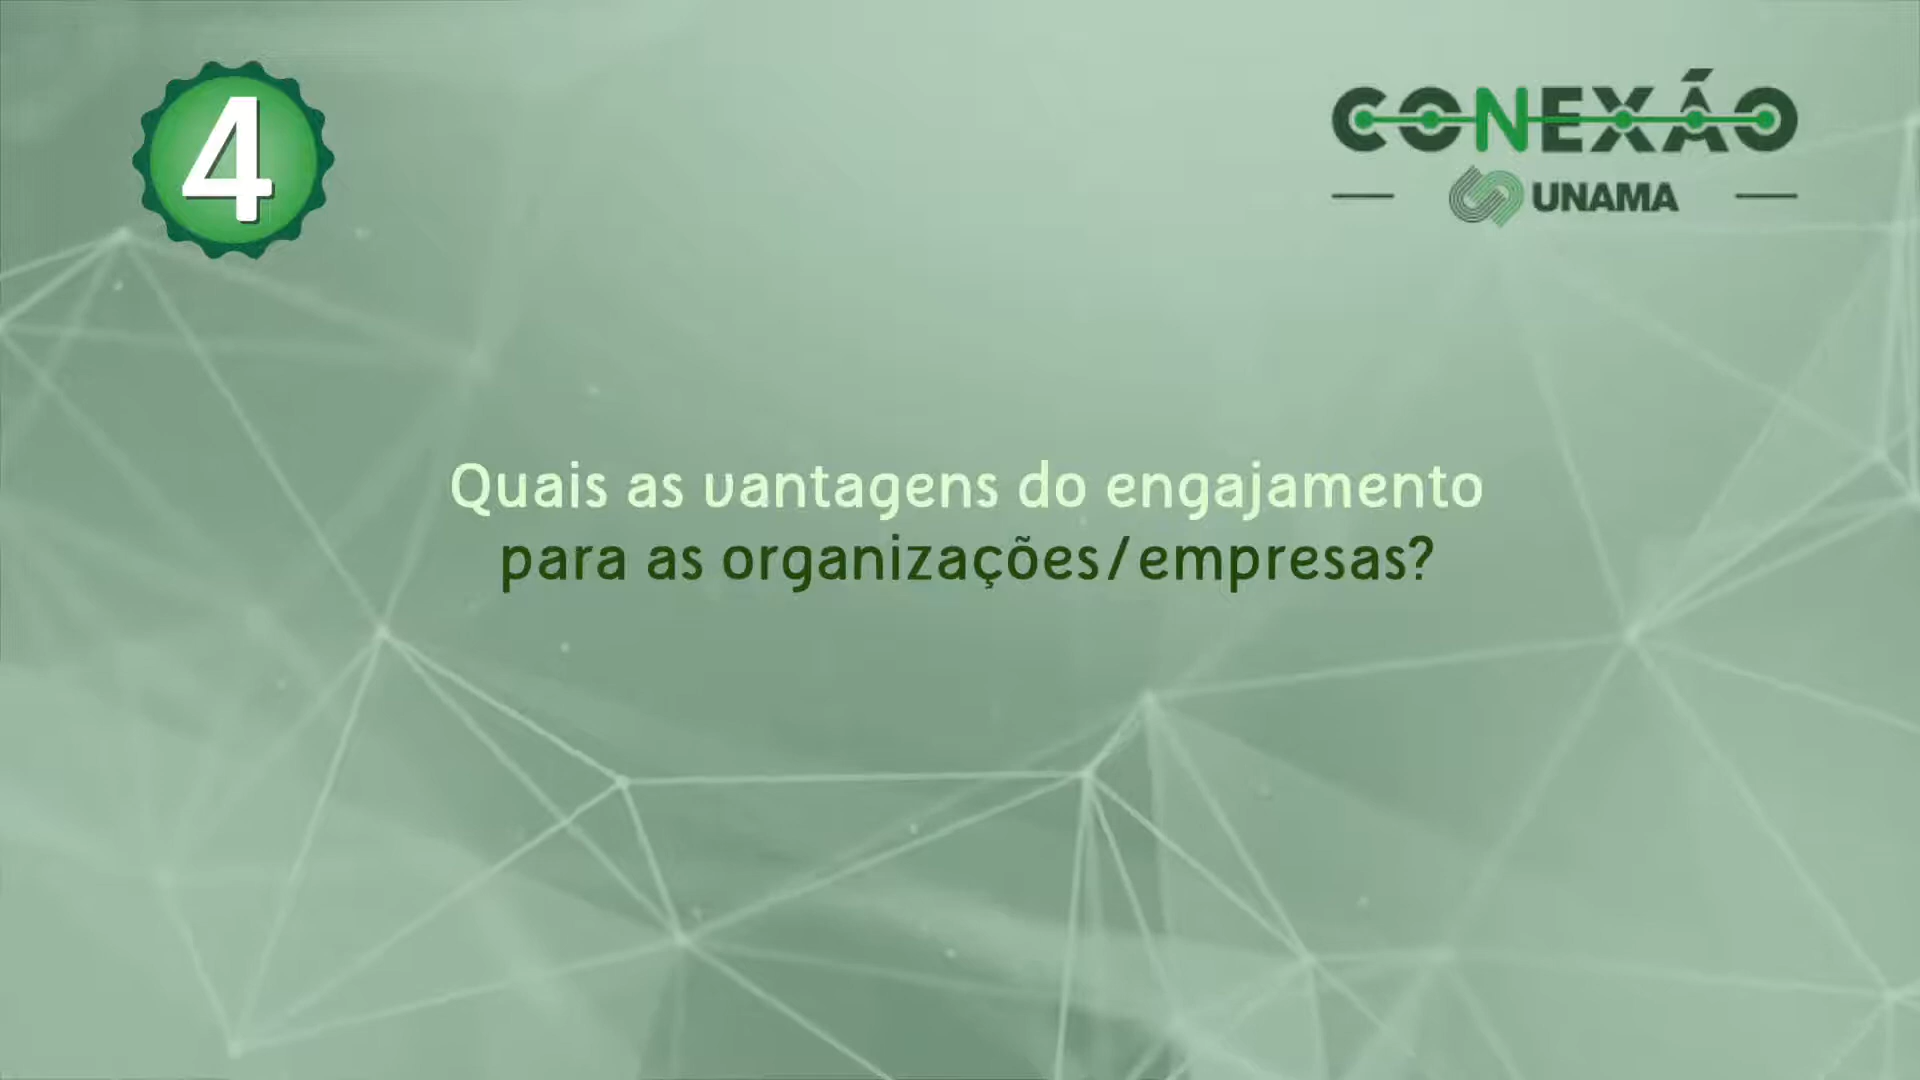 4
CONEXÃO
UNAMA
Quais as vantagens do engajamento
para as organizações/empresas?